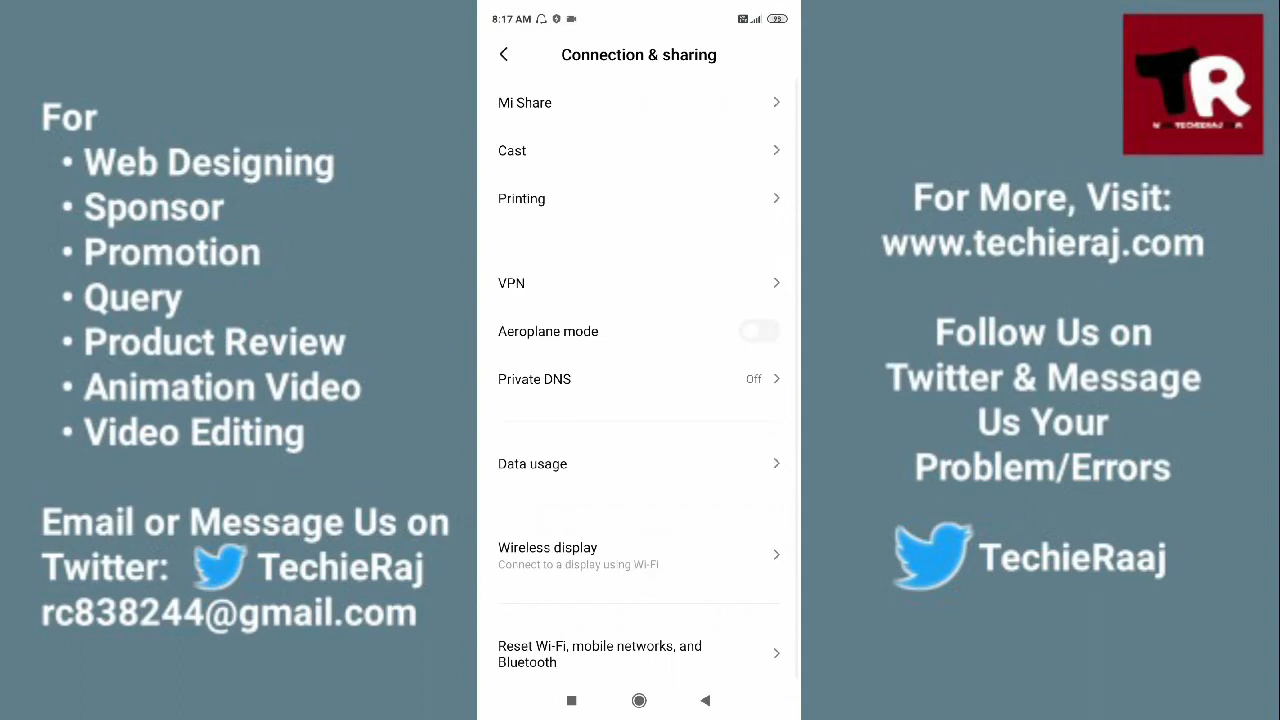 For
• Web Designing
• Sponsor
• Promotion
• Query
• Product Review
• Animation Video
• Video Editing
Email or Message Us on
Twitter: TechieRaj
rc838244@gmail.com
8:17 AM
98
Connection & sharing
Mi Share
Cast
Printing
VPN
Aeroplane mode
Private DNS Off
Data usage
Wireless display
Connect to a display using Wi-Fi
Reset Wi-Fi, mobile networks, and
Bluetooth
TR
For More, Visit:
www.techieraj.com
Follow Us on
Twitter & Message
Us Your
Problem/Errors
TechieRaaj